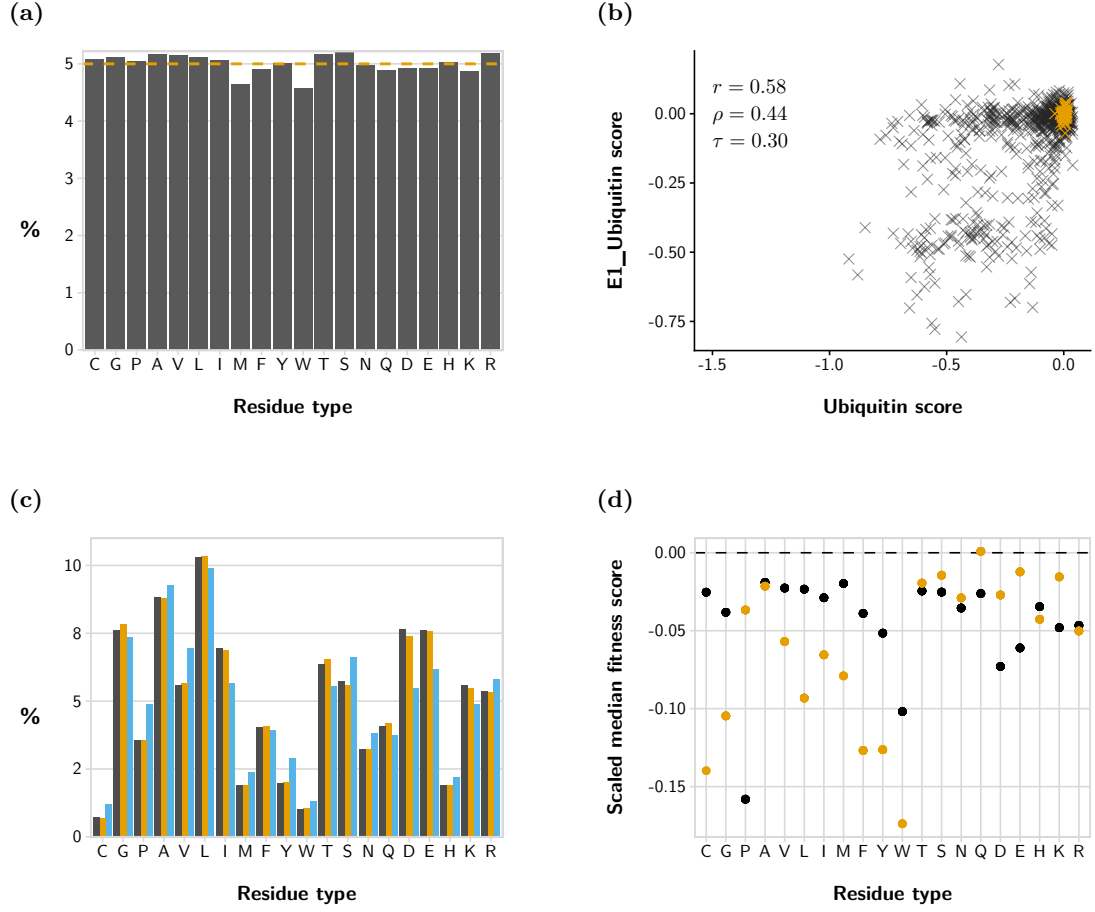 (a)
%
5
4
3
2
1
0
C G P A V L I M F Y W T S N Q D E H K R
Residue type
(b)
E1_Ubiquitin score
r = 0.58
ρ = 0.44
τ = 0.30
0.00
-0.25
-0.50
-0.75
-1.5 -1.0 -0.5 0.0
Ubiquitin score
(c)
%
10
8
5
2
0
C G P A V L I M F Y W T S N Q D E H K R
Residue type
(d)
Scaled median fitness score
0.00
-0.05
-0.10
-0.15
C G P A V L I M F Y W T S N Q D E H K R
Residue type